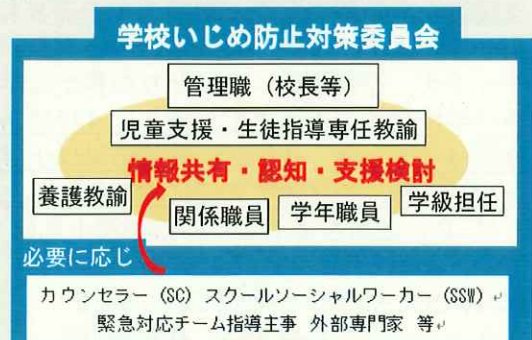 学校いじめ防止対策委員会
管理職（校長等）
児童支援・生徒指導専任教諭
情報共有・認知・支援検討
養護教諭
関係職員
学年職員
学級担任
必要に応じ
カウンセラー（SC）スクールソーシャルワーカー（SSW）
緊急対応チーム指導主事 外部専門家 等